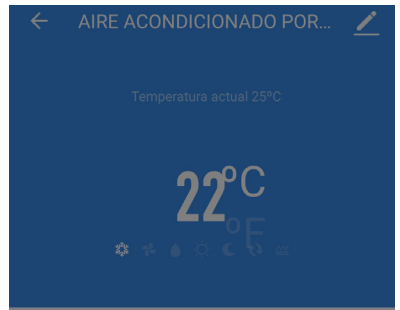 AIRE ACONDICIONADO POR...
Temperatura actual 25ºC
22ºC
ºF